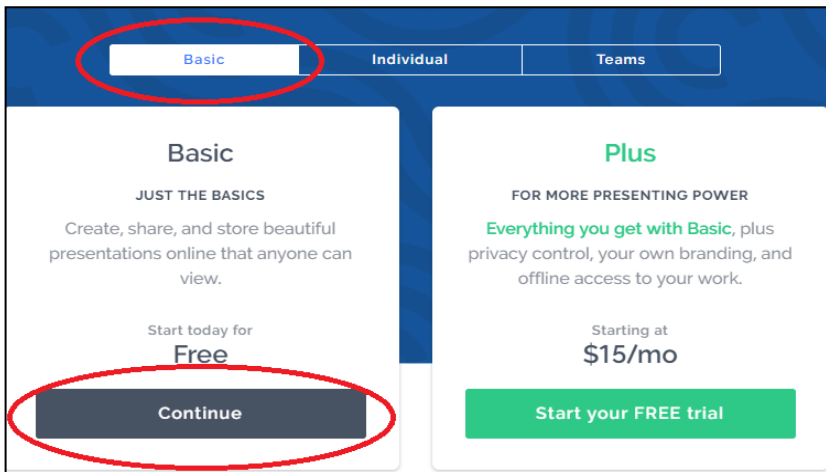 Basic
Individual
Teams
Basic
JUST THE BASICS
Create, share, and store beautiful
presentations online that anyone can
view.
Start today for
Free
Continue
Plus
FOR MORE PRESENTING POWER
Everything you get with Basic, plus
privacy control, your own branding, and
offline access to your work.
Starting at
$15/mo
Start your FREE trial